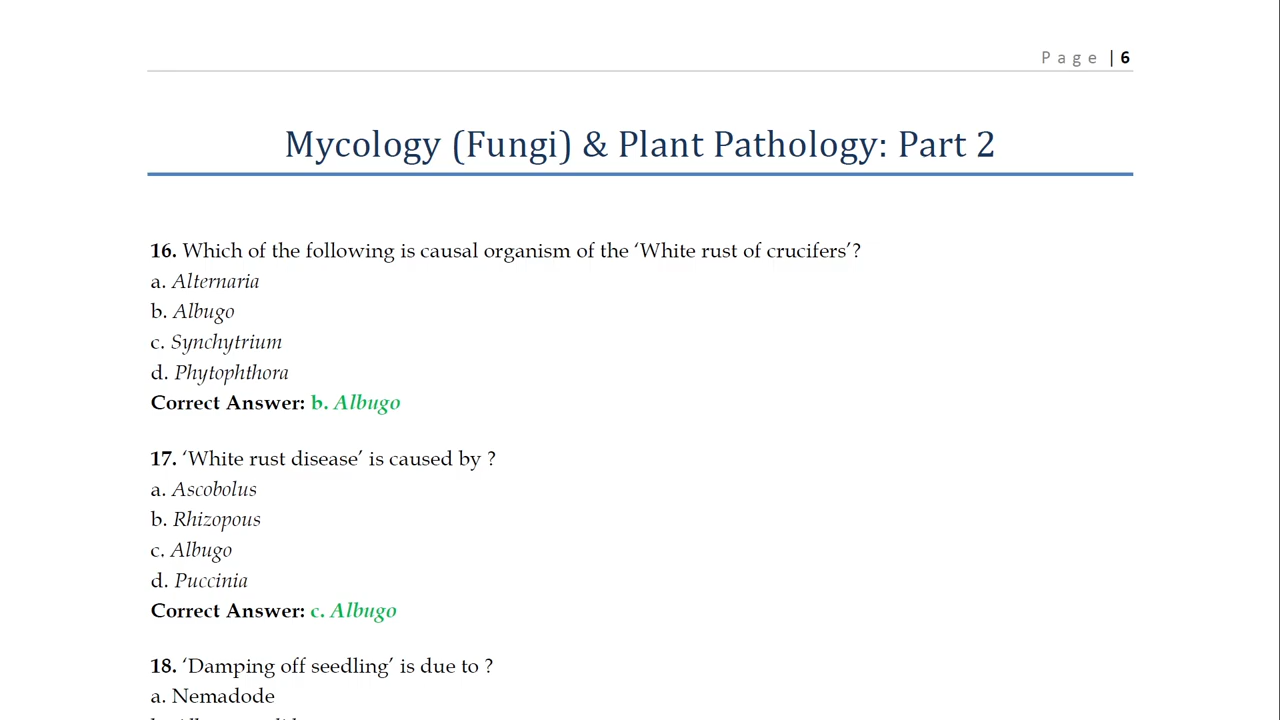 Page | 6
Mycology (Fungi) & Plant Pathology: Part 2
16. Which of the following is causal organism of the ‘White rust of crucifers’?
a. Alternaria
b. Albugo
c. Synchytrium
d. Phytophthora
Correct Answer: b. Albugo
17. ‘White rust disease’ is caused by ?
a. Ascobolus
b. Rhizopous
c. Albugo
d. Puccinia
Correct Answer: c. Albugo
18. ‘Damping off seedling’ is due to ?
a. Nemadode